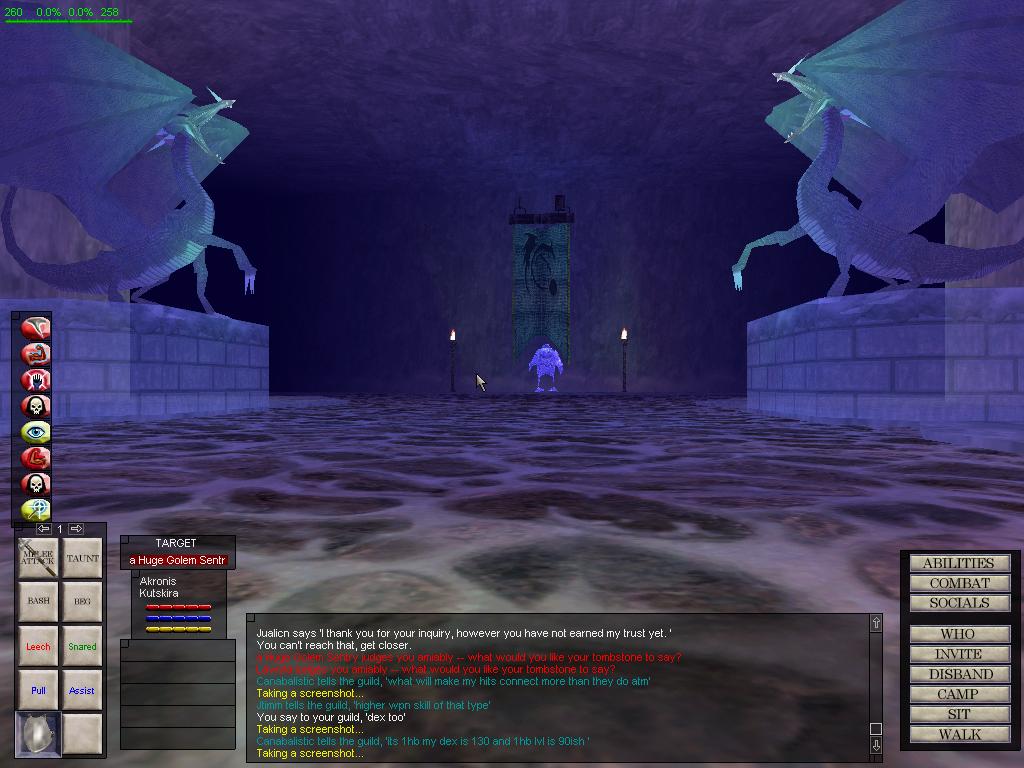 260 0.0% 0.0% 258
1
MELEE ATTACK
TAUNT
BASH
BEG
Leech
Snared
Pull
Assist
TARGET
a Huge Golem Sentr
Akronis
Kutskira
Jualicn says 'I thank you for your inquiry, however you have not earned my trust yet. '
You can't reach that, get closer.
a Huge Golem Sentry judges you amiably -- what would you like your tombstone to say?
judges you amiably -- what would you like your tombstone to say?
Canabalistic tells the guild, 'what will make my hits connect more than they do atm'
Taking a screenshot...
Jtimm tells the guild, 'higher wpn skill of that type'
You say to your guild, 'dex too'
Taking a screenshot...
Canabalistic tells the guild, 'its 1hb my dex is 130 and 1hb lvl is 90ish '
Taking a screenshot...
ABILITIES
COMBAT
SOCIALS
WHO
INVITE
DISBAND
CAMP
SIT
WALK